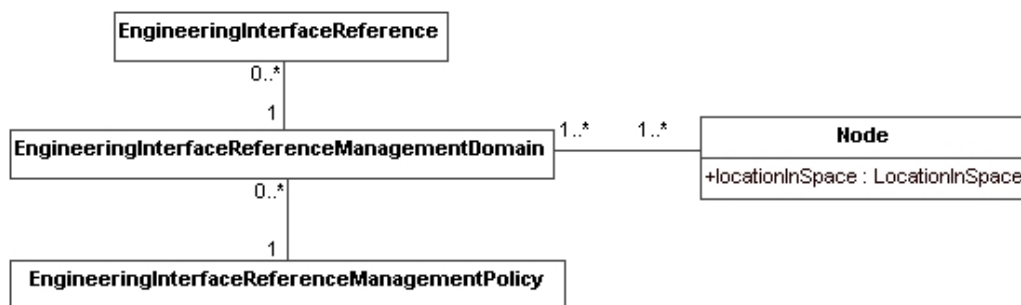 EngineeringInterfaceReference
0..*
1
EngineeringInterfaceReferenceManagementDomain
1..* 1..*
Node
+locationInSpace : LocationInSpace
0..*
1
EngineeringInterfaceReferenceManagementPolicy